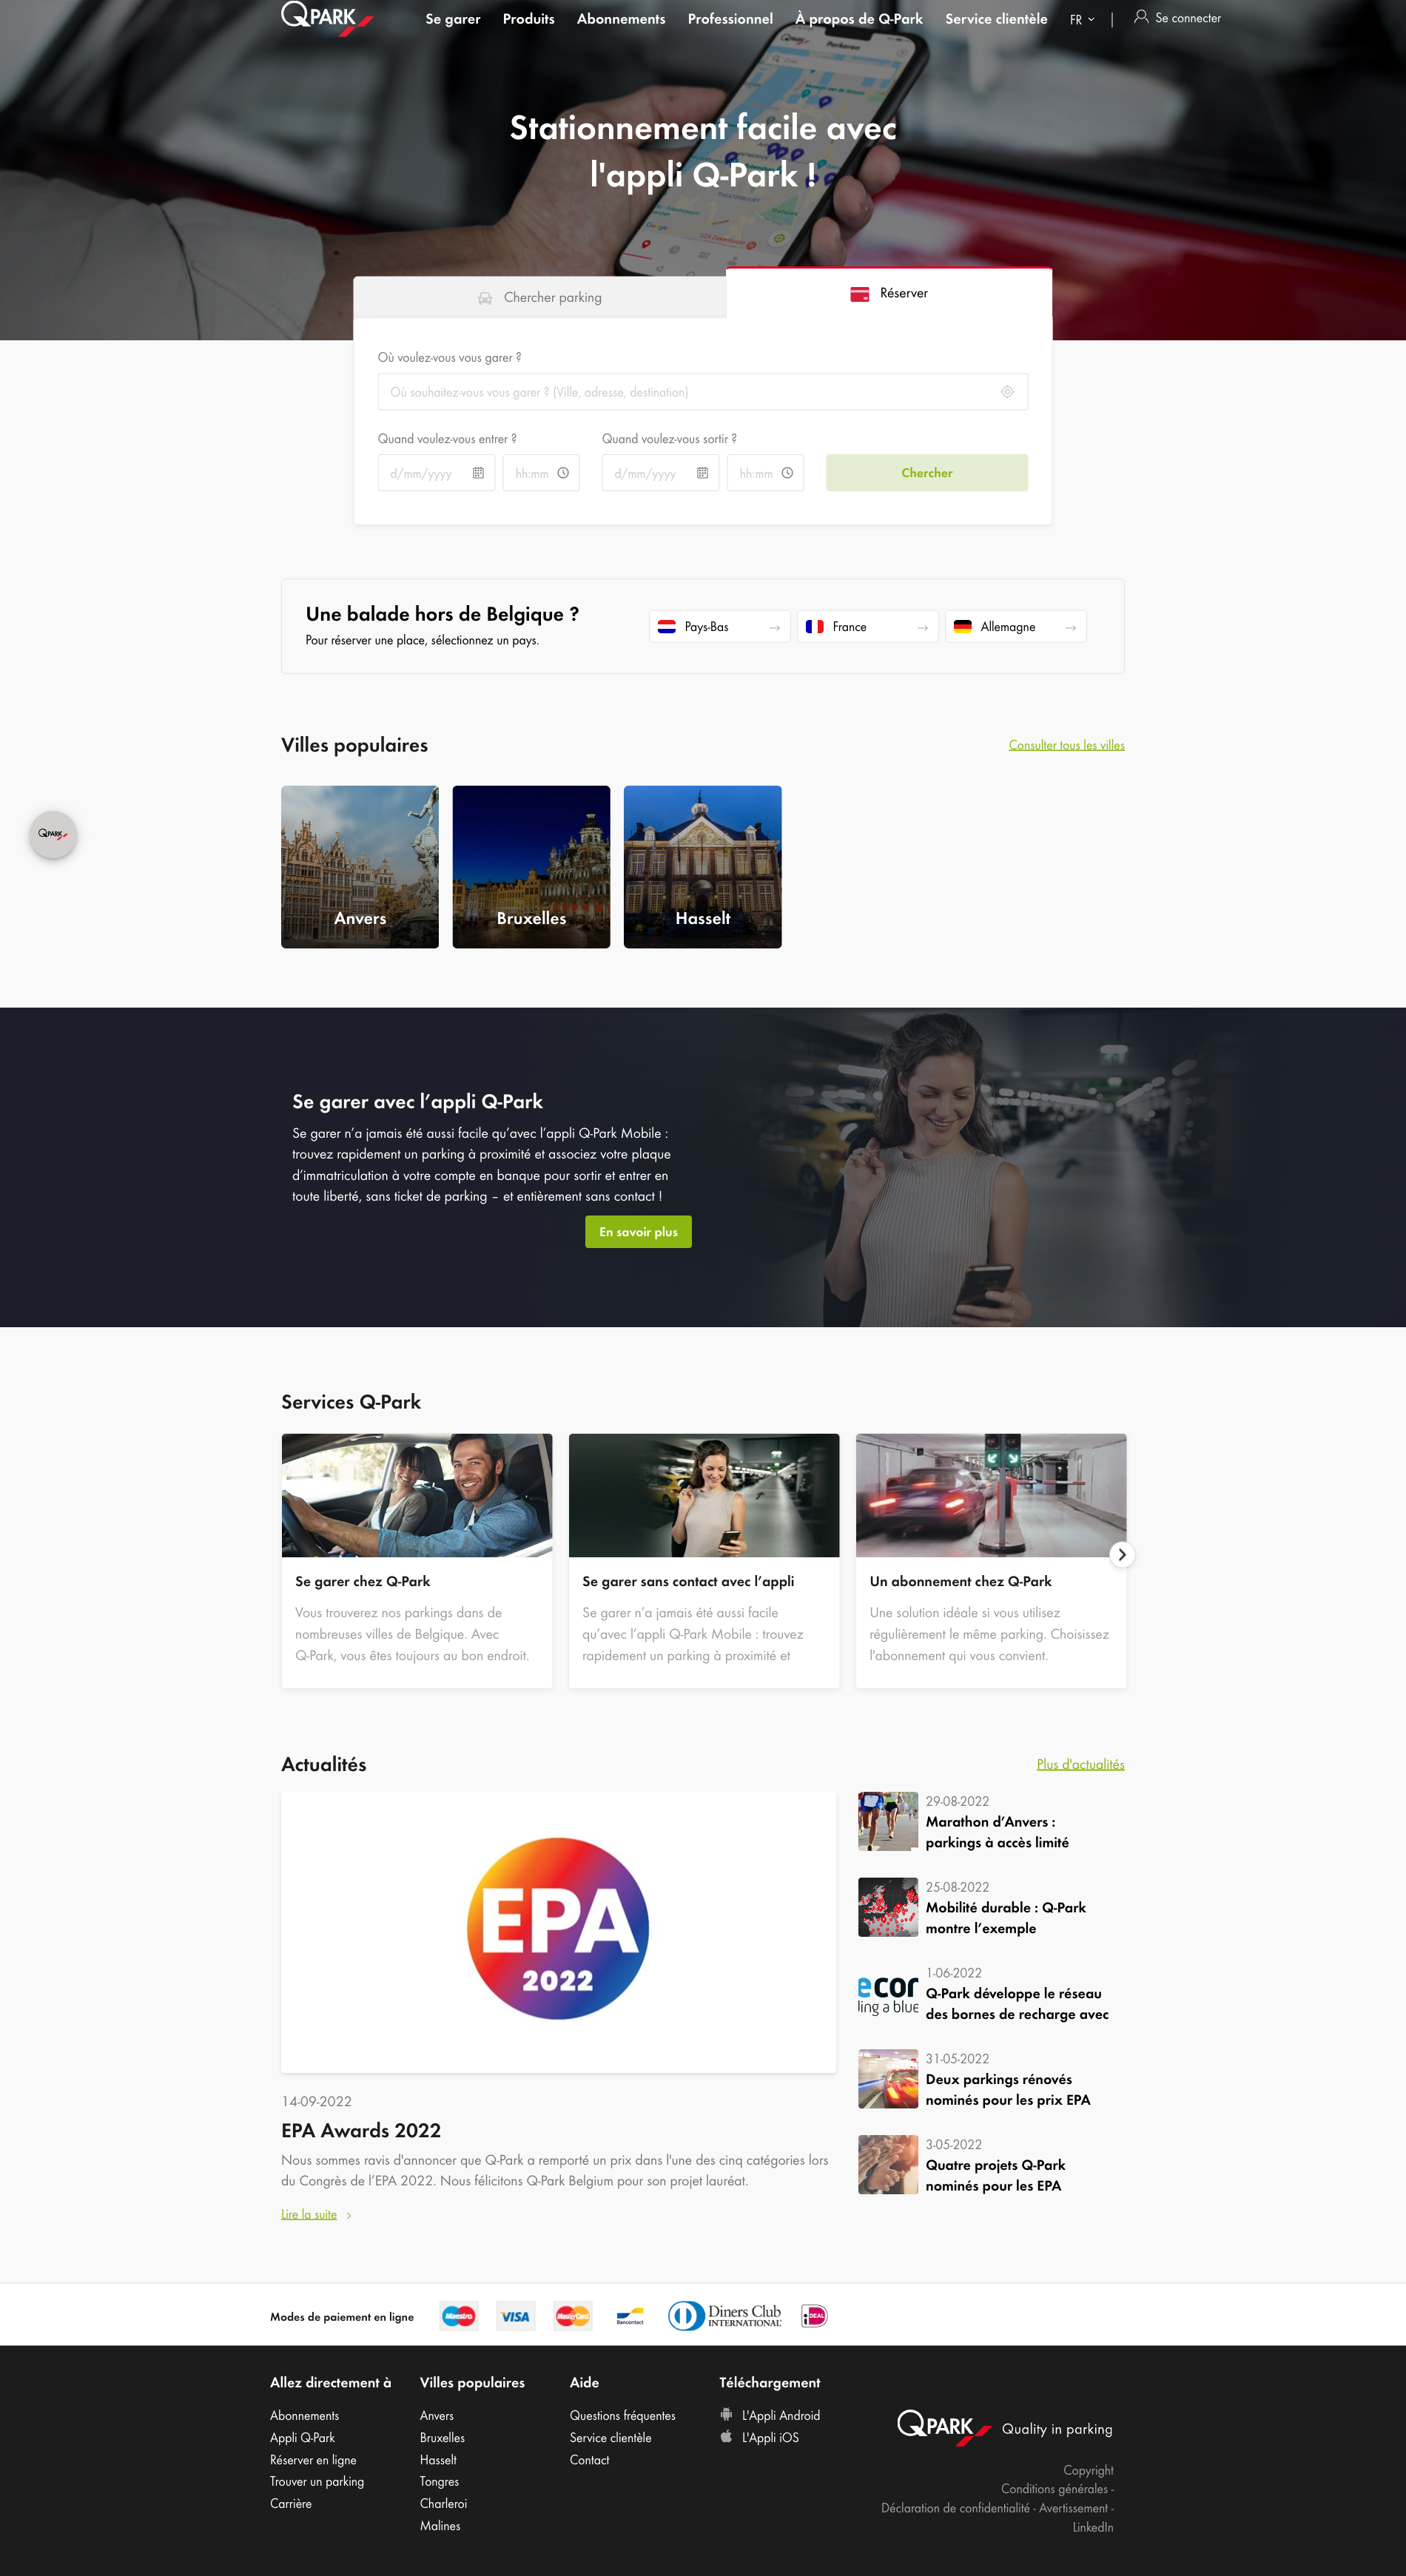 QPARK
Se garer
Produits
Abonnements
Professionnel
À propos de Q-Park
Service clientèle
FR
Se connecter
Stationnement facile avec
l'appli Q-Park !
Chercher parking
Réserver
Où voulez-vous vous garer ?
Où souhaitez-vous vous garer ? (Ville, adresse, destination)
Quand voulez-vous entrer ?
Quand voulez-vous sortir ?
d/mm/yyyy
hh:mm
d/mm/yyyy
hh:mm
Chercher
Une balade hors de Belgique ?
Pour réserver une place, sélectionnez un pays.
Pays-Bas
France
Allemagne
Villes populaires
Consulter tous les villes
QPARK
Anvers
Bruxelles
Hasselt
Se garer avec l’appli Q-Park
Se garer n’a jamais été aussi facile qu’avec l’appli Q-Park Mobile :
trouvez rapidement un parking à proximité et associez votre plaque
d’immatriculation à votre compte en banque pour sortir et entrer en
toute liberté, sans ticket de parking – et entièrement sans contact !
En savoir plus
Services Q-Park
Se garer chez Q-Park
Vous trouverez nos parkings dans de
nombreuses villes de Belgique. Avec
Q-Park, vous êtes toujours au bon endroit.
Se garer sans contact avec l’appli
Se garer n’a jamais été aussi facile
qu’avec l’appli Q-Park Mobile : trouvez
rapidement un parking à proximité et
Un abonnement chez Q-Park
Une solution idéale si vous utilisez
régulièrement le même parking. Choisissez
l'abonnement qui vous convient.
Actualités
Plus d'actualités
EPA
2022
14-09-2022
EPA Awards 2022
Nous sommes ravis d'annoncer que Q-Park a remporté un prix dans l'une des cinq catégories lors
du Congrès de l’EPA 2022. Nous félicitons Q-Park Belgium pour son projet lauréat.
Lire la suite
29-08-2022
Marathon d’Anvers :
parkings à accès limité
25-08-2022
Mobilité durable : Q-Park
montre l’exemple
ecor
ling a blue
1-06-2022
Q-Park développe le réseau
des bornes de recharge avec
31-05-2022
Deux parkings rénovés
nominés pour les prix EPA
3-05-2022
Quatre projets Q-Park
nominés pour les EPA
Modes de paiement en ligne
Maestro
VISA
MasterCard
Bancontact
Diners Club
INTERNATIONAL
iDEAL
Allez directement à
Abonnements
Appli Q-Park
Réserver en ligne
Trouver un parking
Carrière
Villes populaires
Anvers
Bruxelles
Hasselt
Tongres
Charleroi
Malines
Aide
Questions fréquentes
Service clientèle
Contact
Téléchargement
L'Appli Android
L'Appli iOS
QPARK
Quality in parking
Copyright
Conditions générales -
Déclaration de confidentialité - Avertissement -
LinkedIn